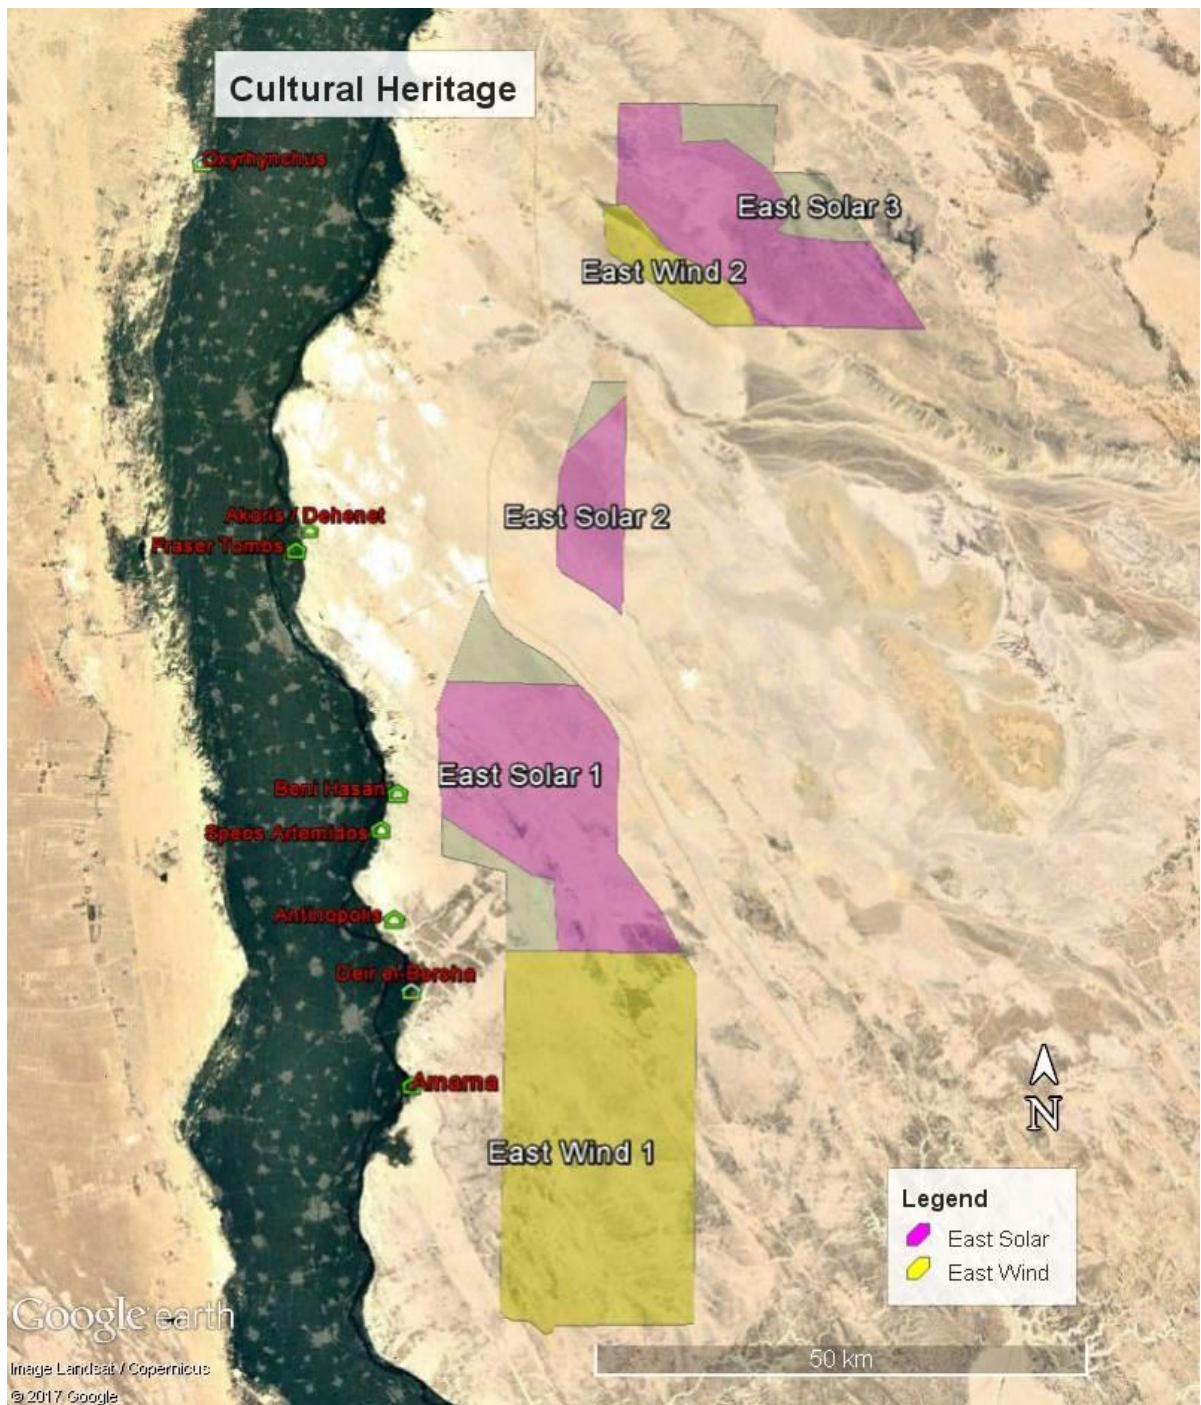 Cultural Heritage
Oxyrhynchus
East Solar 3
East Wind 2
Akoris / Dehenet
East Solar 2
Fraser Tombs
East Solar 1
Beni Hasan
Speos Artemidos
Antinopolis
Deir el-Bersha
Amarna
N
East Wind 1
Legend
East Solar
East Wind
Google earth
50 km
Image Landsat / Copernicus
© 2017 Google